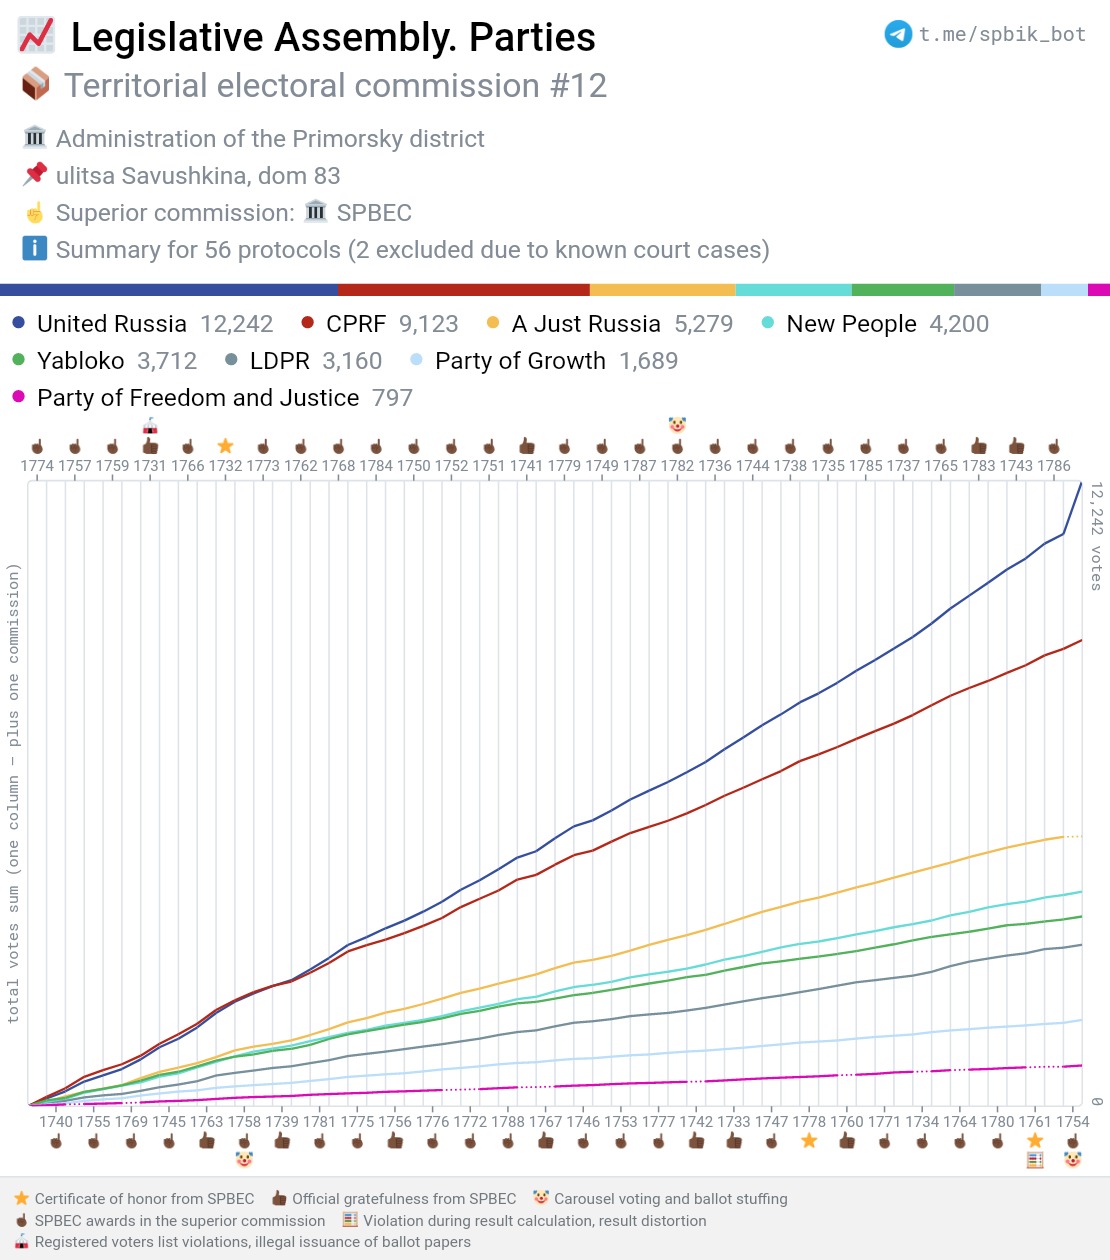 Legislative Assembly. Parties
t.me/spbik_bot
Territorial electoral commission #12
Administration of the Primorsky district
ulitsa Savushkina, dom 83
Superior commission: SPBEC
Summary for 56 protocols (2 excluded due to known court cases)
United Russia 12,242 CPRF 9,123 A Just Russia 5,279 New People 4,200
Yabloko 3,712 LDPR 3,160 Party of Growth 1,689
Party of Freedom and Justice 797
1774 1757 1759 1731 1766 1732 1773 1762 1768 1784 1750 1752 1751 1741 1779 1749 1787 1782 1736 1744 1738 1735 1785 1737 1765 1783 1743 1786
12,242 votes
total votes sum (one column – plus one commission)
0
1740 1755 1769 1745 1763 1758 1739 1781 1775 1756 1776 1772 1788 1767 1746 1753 1777 1742 1733 1747 1778 1760 1771 1734 1764 1780 1761 1754
Certificate of honor from SPBEC Official gratefulness from SPBEC Carousel voting and ballot stuffing
SPBEC awards in the superior commission Violation during result calculation, result distortion
Registered voters list violations, illegal issuance of ballot papers